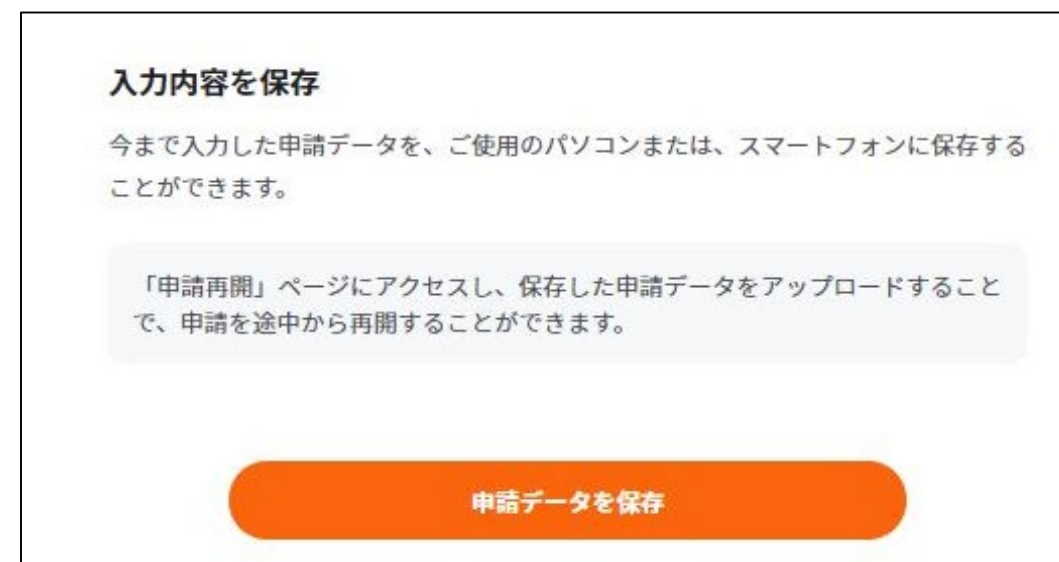 入力内容を保存
今まで入力した申請データを、ご使用のパソコンまたは、スマートフォンに保存する
ことができます。
「申請再開」ページにアクセスし、保存した申請データをアップロードすること
で、申請を途中から再開することができます。
申請データを保存